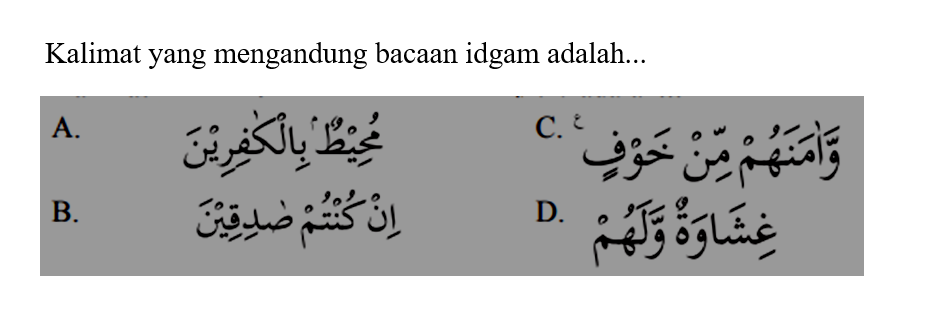 Kalimat yang mengandung bacaan idgam adalah...
A. مُحِيْطٌۢ بِالْكٰفِرِيْنَ
C. وَّاٰمَنَهُمْ مِّنْ خَوْفٍ ࣖ
B. اِنْ كُنْتُمْ صٰدِقِيْنَ
D. غِشَاوَةٌ وَّلَهُمْ